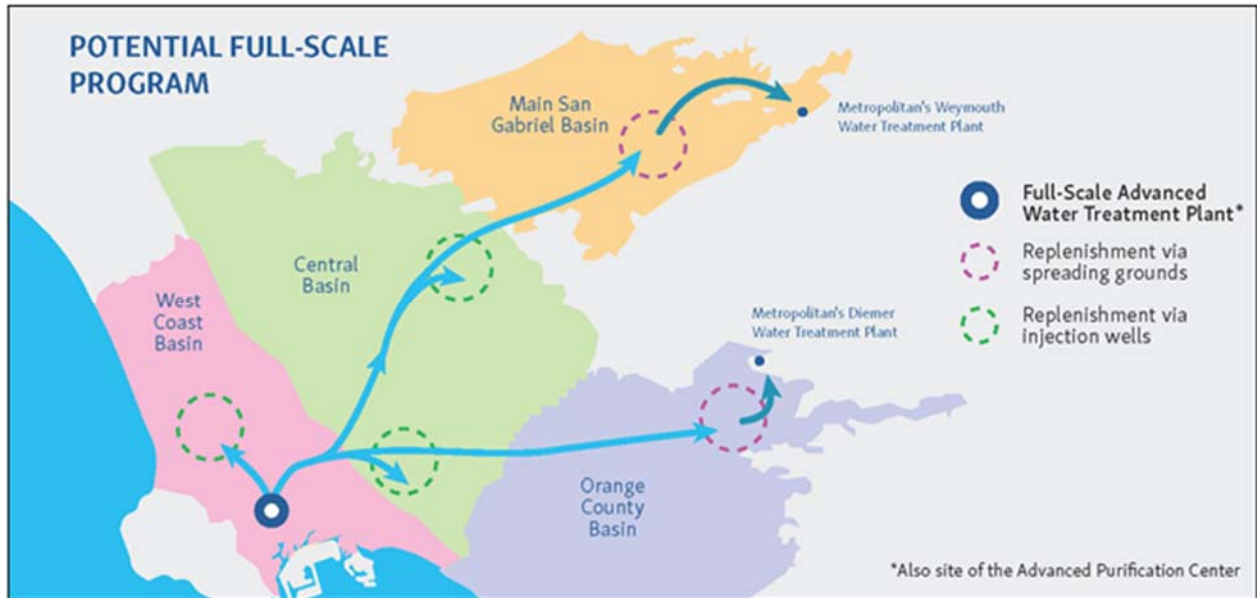 POTENTIAL FULL-SCALE
PROGRAM
Main San
Gabriel Basin
Metropolitan's Weymouth
Water Treatment Plant
Full-Scale Advanced
Water Treatment Plant*
Replenishment via
spreading grounds
Replenishment via
injection wells
Central
Basin
West
Coast
Basin
Metropolitan's Diemer
Water Treatment Plant
Orange
County
Basin
*Also site of the Advanced Purification Center